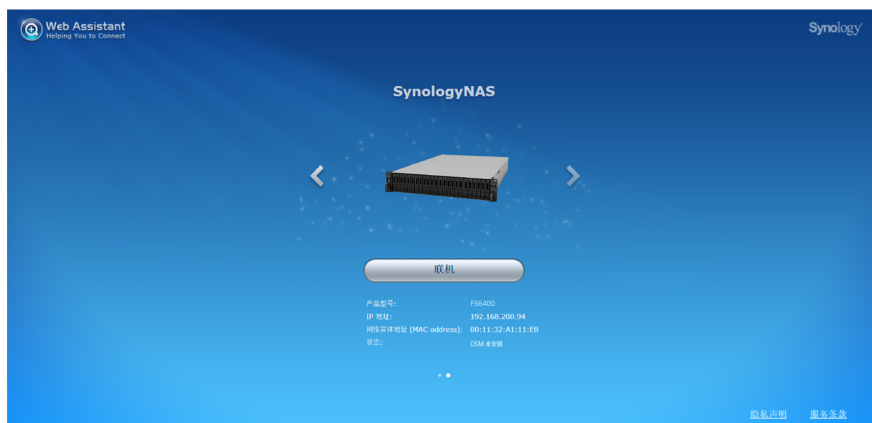 Web Assistant
Helping You to Connect
Synology
SynologyNAS
联机
产品型号: FS6400
IP 地址: 192.168.200.94
网络实体地址 (MAC address): 00:11:32:A1:11:EB
状态: DSM 未安装
隐私声明 服务条款